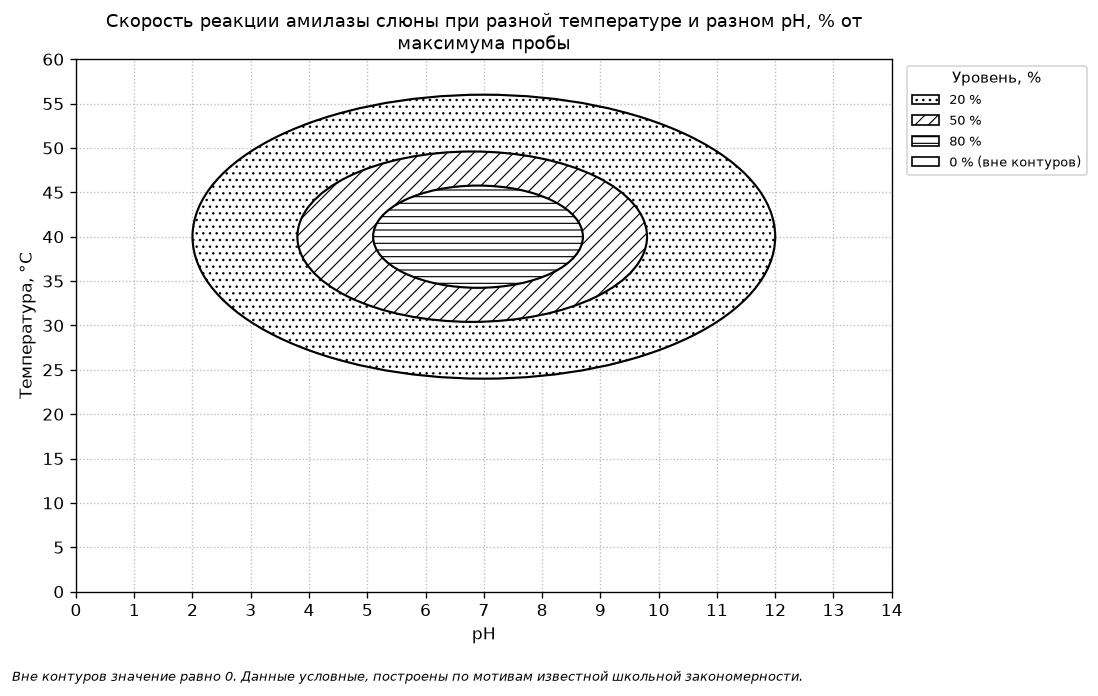 Скорость реакции амилазы слюны при разной температуре и разном pH, % от
максимума пробы
Температура, °C
60
55
50
45
40
35
30
25
20
15
10
5
0
0 1 2 3 4 5 6 7 8 9 10 11 12 13 14
pH
Уровень, %
20 %
50 %
80 %
0 % (вне контуров)
Вне контуров значение равно 0. Данные условные, построены по мотивам известной школьной закономерности.